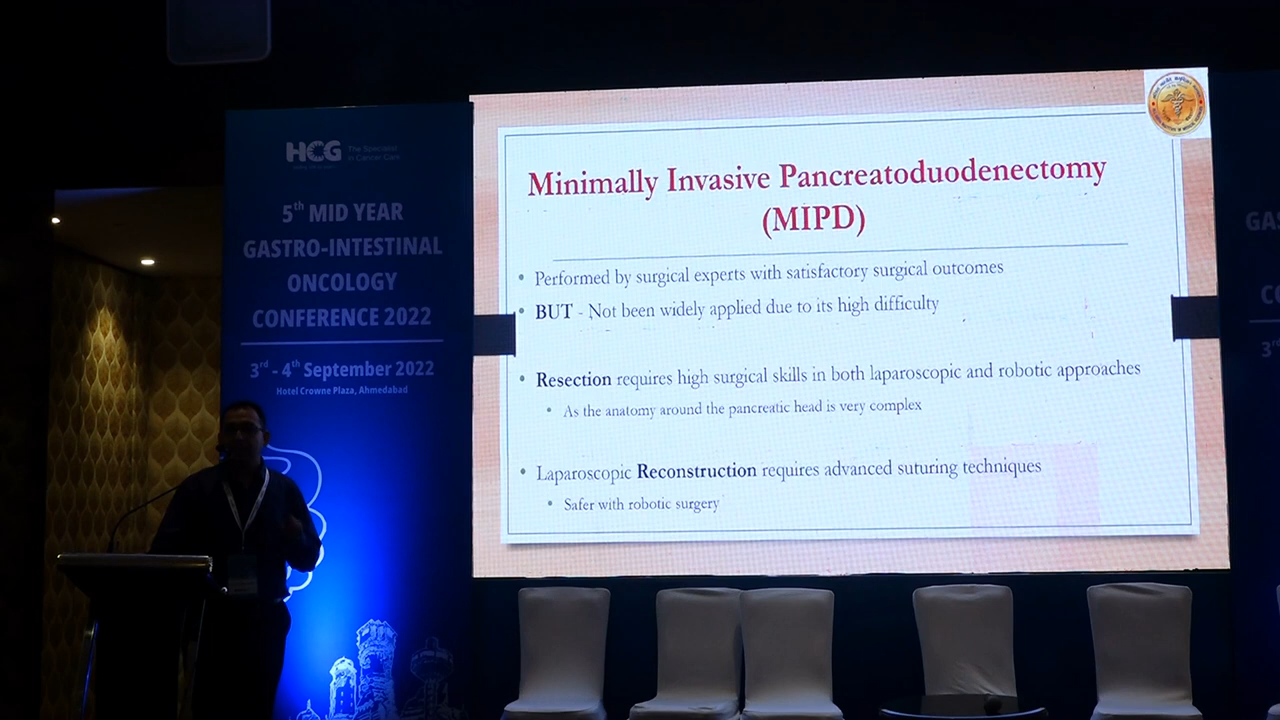 HCG
The Specialist
in Cancer Care
5th MID YEAR
GASTRO-INTESTINAL
ONCOLOGY
CONFERENCE 2022
3rd - 4th September 2022
Hotel Crowne Plaza, Ahmedabad
Minimally Invasive Pancreatoduodenectomy
(MIPD)
• Performed by surgical experts with satisfactory surgical outcomes
• BUT - Not been widely applied due to its high difficulty
• Resection requires high surgical skills in both laparoscopic and robotic approaches
• As the anatomy around the pancreatic head is very complex
• Laparoscopic Reconstruction requires advanced suturing techniques
• Safer with robotic surgery
GA
C
3rd